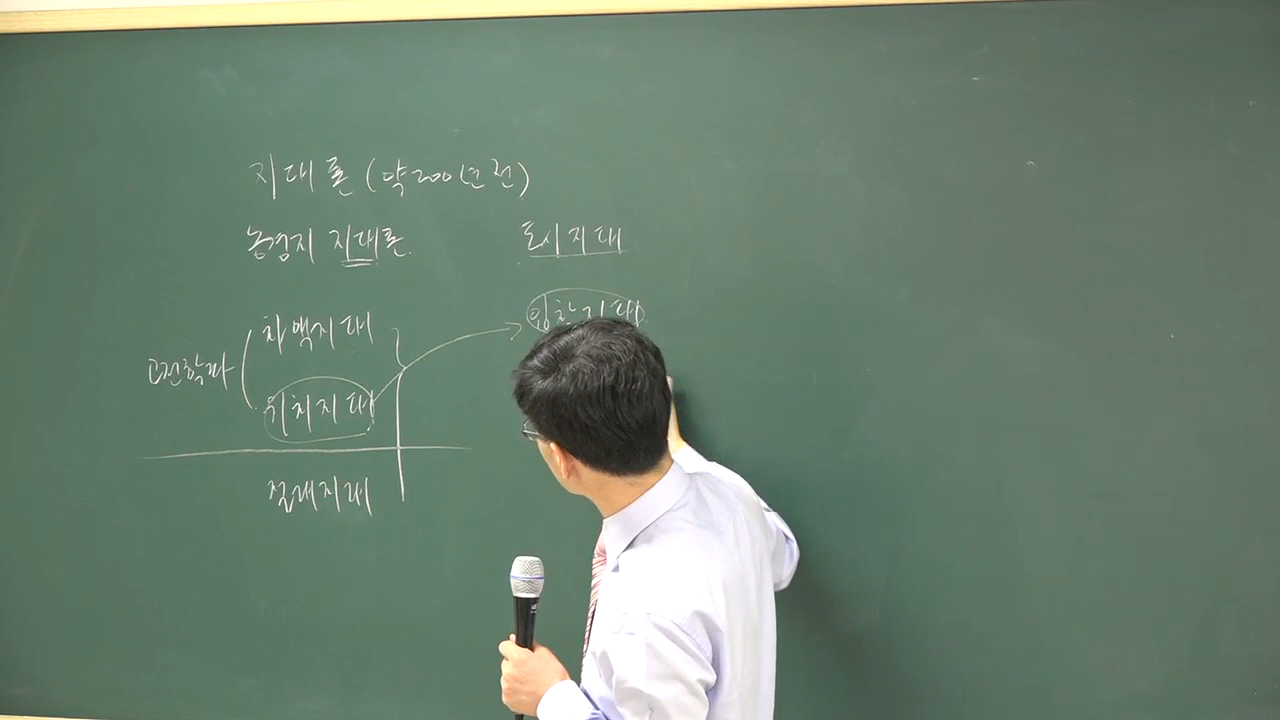 지대론 (약 200년 전)
농경지 지대론
도시지대
차액지대
고전학파
위치지대
절대지대
입찰지대